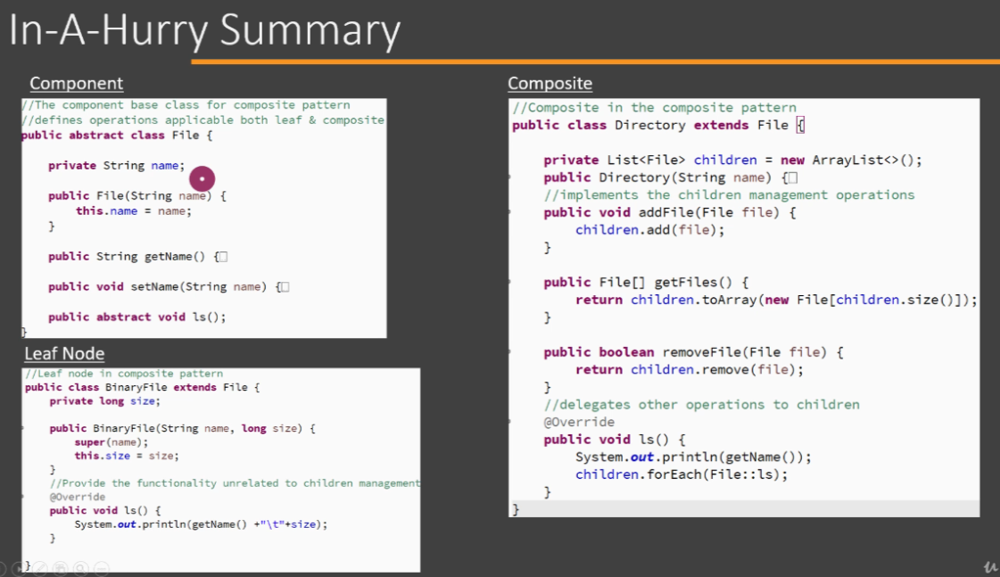 In-A-Hurry Summary
Component
//The component base class for composite pattern
//defines operations applicable both leaf & composite
public abstract class File {
private String name;
public File(String name) {
this.name = name;
}
public String getName() {
public void setName(String name) {
public abstract void ls();
}
Leaf Node
//Leaf node in composite pattern
public class BinaryFile extends File {
private long size;
public BinaryFile(String name, long size) {
super(name);
this.size = size;
}
//Provide the functionality unrelated to children management
@Override
public void ls() {
System.out.println(getName() +"\t"+size);
}
}
Composite
//Composite in the composite pattern
public class Directory extends File {
private List<File> children = new ArrayList<>();
public Directory(String name) {
//implements the children management operations
public void addFile(File file) {
children.add(file);
}
public File[] getFiles() {
return children.toArray(new File[children.size()]);
}
public boolean removeFile(File file) {
return children.remove(file);
}
//delegates other operations to children
@Override
public void ls() {
System.out.println(getName());
children.forEach(File::ls);
}
}
u